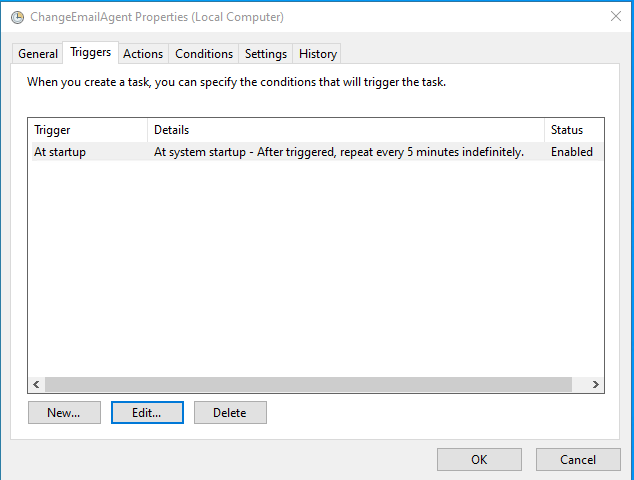 ChangeEmailAgent Properties (Local Computer)
General Triggers Actions Conditions Settings History
When you create a task, you can specify the conditions that will trigger the task.
Trigger Details Status
At startup At system startup - After triggered, repeat every 5 minutes indefinitely. Enabled
New... Edit... Delete
OK Cancel